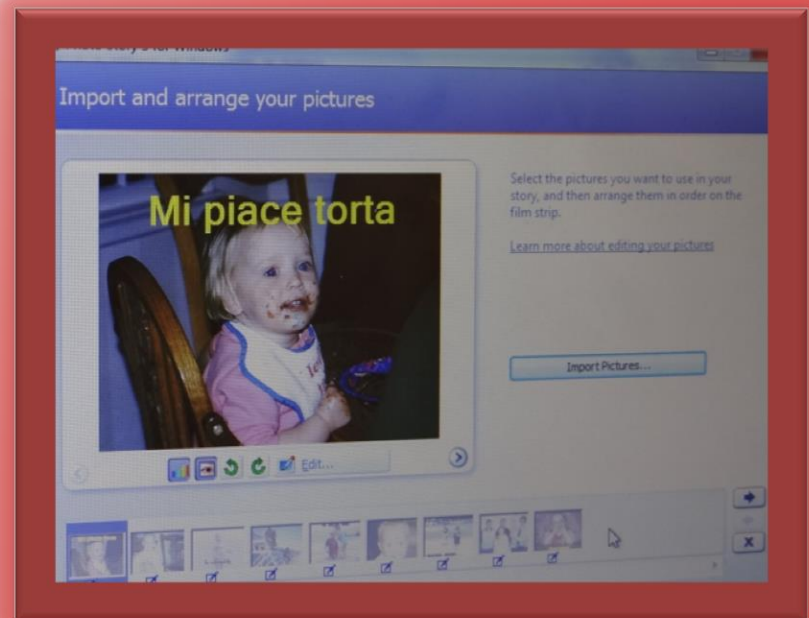 Import and arrange your pictures
Mi piace torta
Select the pictures you want to use in your
story, and then arrange them in order on the
film strip.
Learn more about editing your pictures
Import Pictures...
Edit...